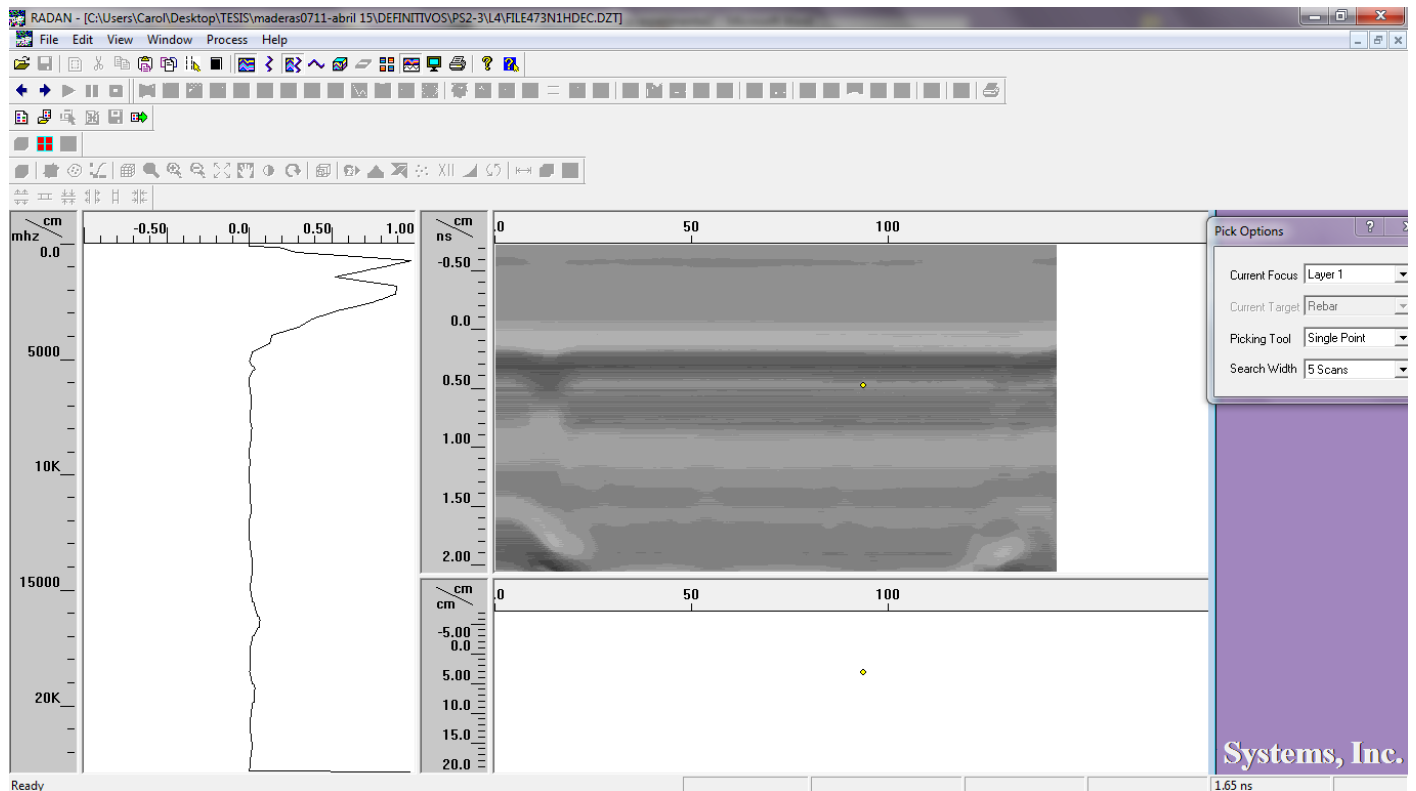 RADAN - [C:\Users\Carol\Desktop\TESIS\maderas0711-abril 15\DEFINITIVOS\PS2-3\L4\FILE473N1HDEC.DZT]
File Edit View Window Process Help
XII
cm
mhz
-0.50 0.0 0.50 1.00
cm
ns
.0 50 100
Pick Options
0.0
5000
10K
15000
20K
-0.50
0.0
0.50
1.00
1.50
2.00
Current Focus Layer 1
Current Target Rebar
Picking Tool Single Point
Search Width 5 Scans
cm
cm
.0 50 100
-5.00
0.0
5.00
10.0
15.0
20.0
Systems, Inc.
Ready 1.65 ns